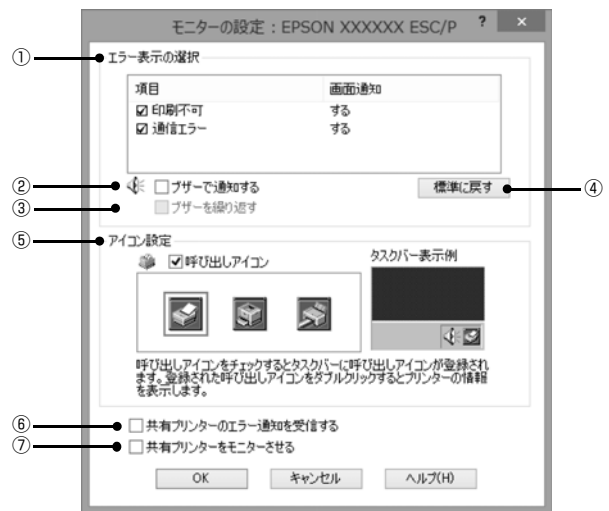 モニターの設定：EPSON XXXXXX ESC/P ? ×
① エラー表示の選択
項目 画面通知
印刷不可 する
通信エラー する
② ブザーで通知する
標準に戻す ④
③ ブザーを繰り返す
⑤ アイコン設定
呼び出しアイコン
タスクバー表示例
呼び出しアイコンをチェックするとタスクバーに呼び出しアイコンが登録され
ます。登録された呼び出しアイコンをダブルクリックするとプリンターの情報
を表示します。
⑥ 共有プリンターのエラー通知を受信する
⑦ 共有プリンターをモニターさせる
OK キャンセル ヘルプ(H)